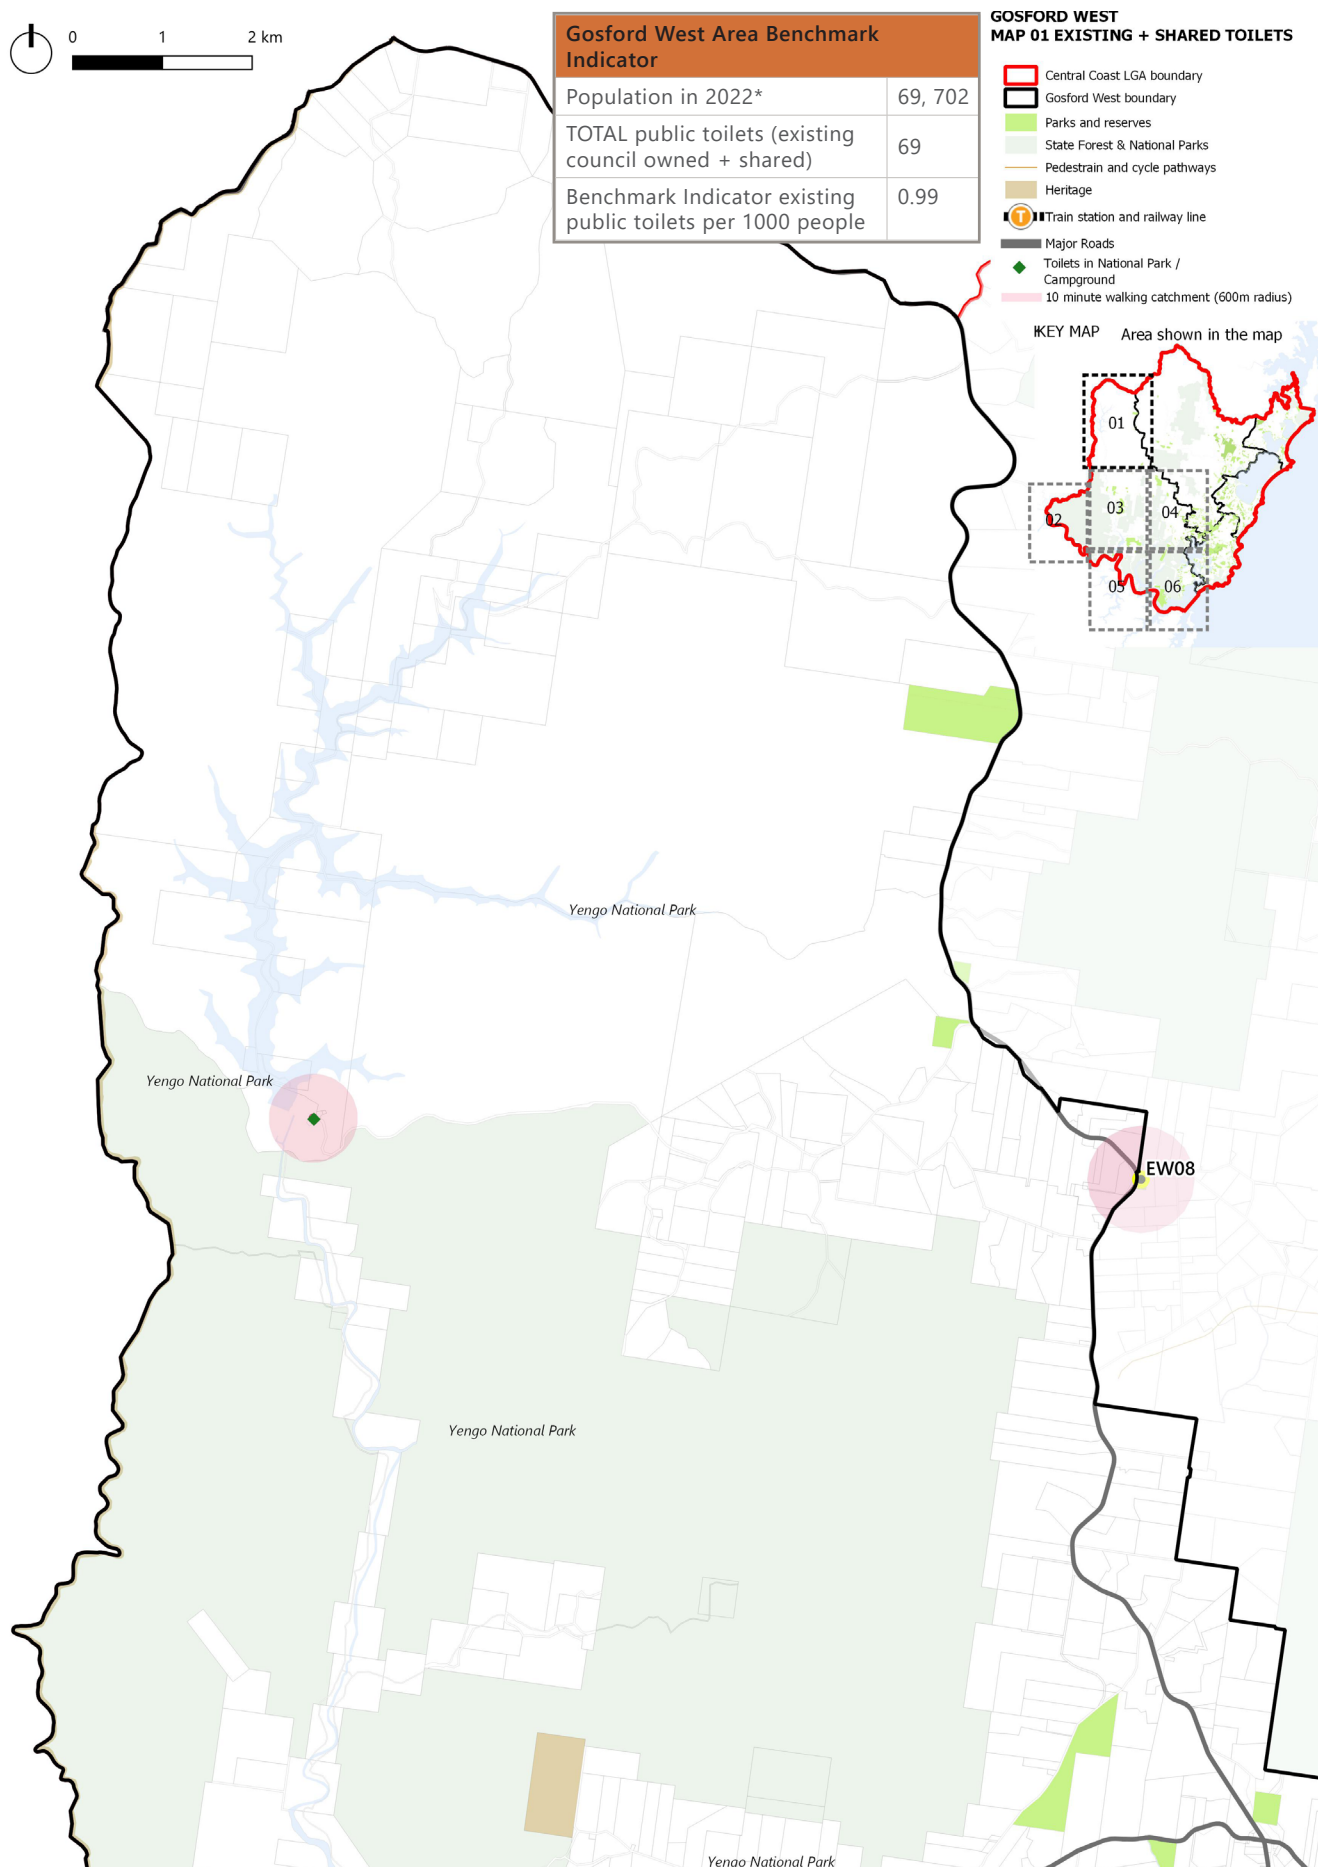 0 1 2 km
Gosford West Area Benchmark
Indicator
Population in 2022* 69, 702
TOTAL public toilets (existing
council owned + shared) 69
Benchmark Indicator existing 0.99
public toilets per 1000 people
GOSFORD WEST
MAP 01 EXISTING + SHARED TOILETS
Central Coast LGA boundary
Gosford West boundary
Parks and reserves
State Forest & National Parks
Pedestrain and cycle pathways
Heritage
T Train station and railway line
Major Roads
Toilets in National Park /
Campground
10 minute walking catchment (600m radius)
KEY MAP Area shown in the map
01
02
03
04
05
06
Yengo National Park
Yengo National Park
EW08
Yengo National Park
Yengo National Park